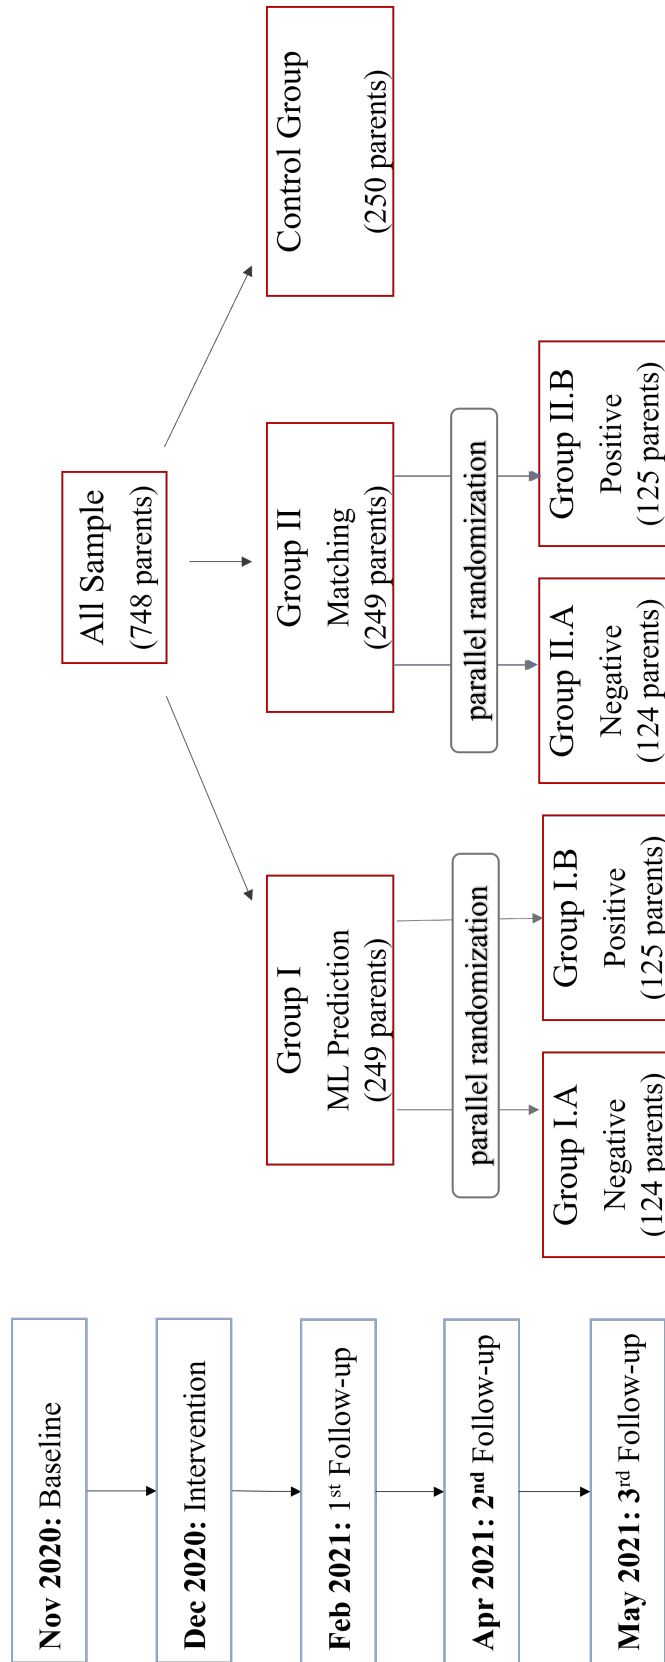 Nov 2020: Baseline
Dec 2020: Intervention
Feb 2021: 1st Follow-up
Apr 2021: 2nd Follow-up
May 2021: 3rd Follow-up
All Sample
(748 parents)
Group I
ML Prediction
(249 parents)
Group II
Matching
(249 parents)
Control Group
(250 parents)
parallel randomization
parallel randomization
Group I.A
Negative
(124 parents)
Group I.B
Positive
(125 parents)
Group II.A
Negative
(124 parents)
Group II.B
Positive
(125 parents)